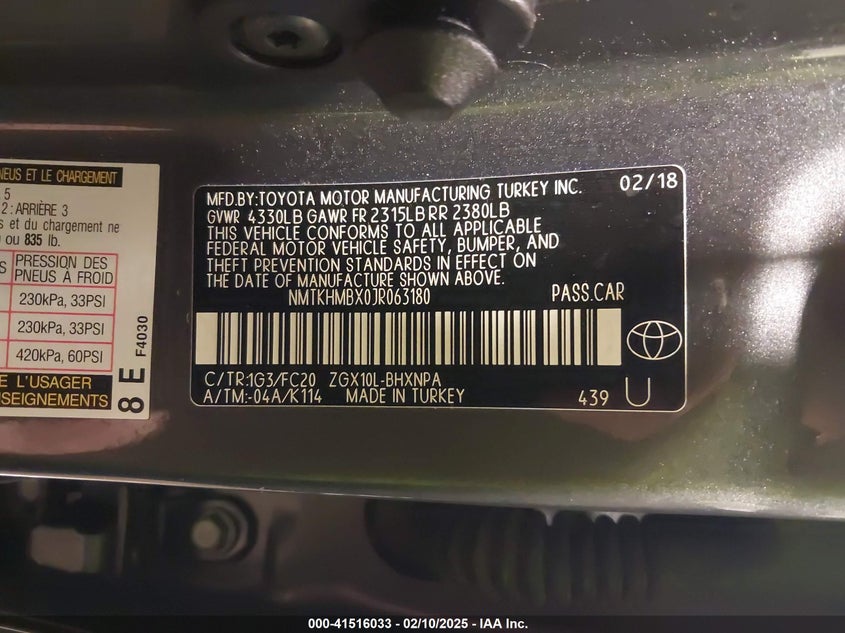 NEUS ET LE CHARGEMENT
5
2: ARRIÈRE 3
s et du chargement ne
ou 835 lb.
PRESSION DES
PNEUS À FROID
230kPa, 33PSI
230kPa, 33PSI
420kPa, 60PSI
L'USAGER
8 E F4030
MFD.BY:TOYOTA MOTOR MANUFACTURING TURKEY INC. 02/18
GVWR 4330LB GAWR FR 2315LB RR 2380LB
THIS VEHICLE CONFORMS TO ALL APPLICABLE
FEDERAL MOTOR VEHICLE SAFETY, BUMPER, AND
THEFT PREVENTION STANDARDS IN EFFECT ON
THE DATE OF MANUFACTURE SHOWN ABOVE.
NMTKHMBX0JR063180 PASS.CAR
C/TR:1G3/FC20 ZGX10L-BHXNPA
A/TM:-04A/K114 MADE IN TURKEY 439 U
000-41516033 — 02/10/2025 — IAA Inc.